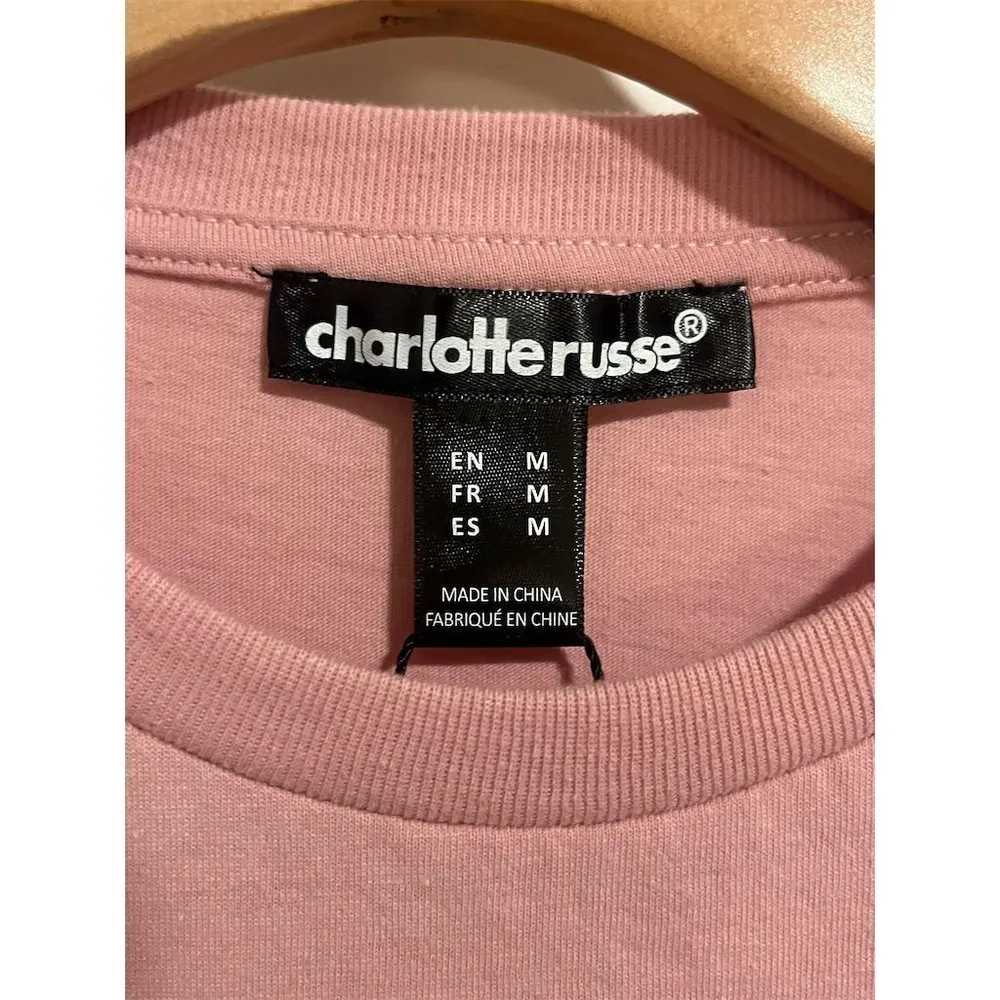 charlotte russe®
EN M
FR M
ES M
MADE IN CHINA
FABRIQUÉ EN CHINE